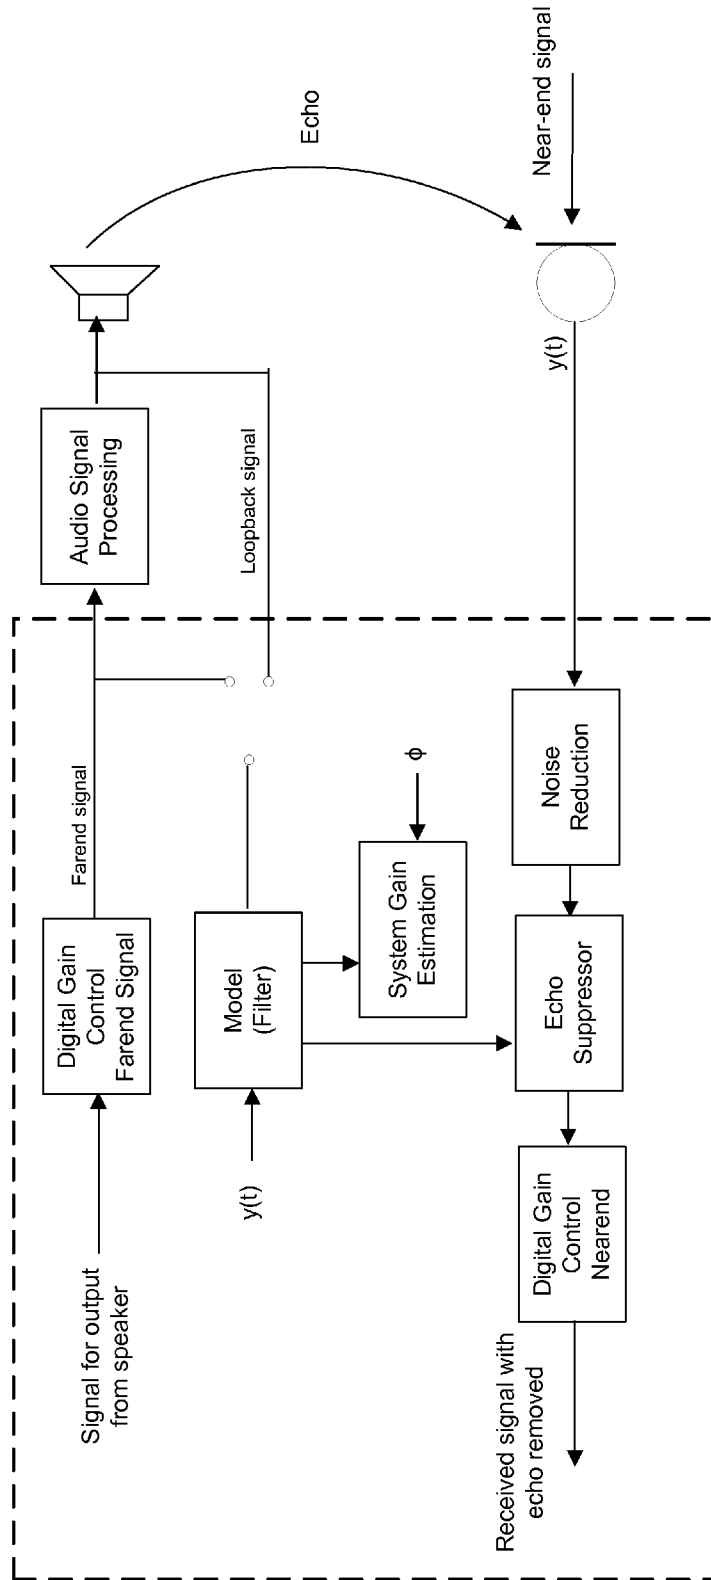 Signal for output
from speaker
Digital Gain
Control
Farend Signal
Farend signal
Audio Signal
Processing
Echo
Loopback signal
y(t)
Model
(Filter)
System Gain
Estimation
ϕ
Near-end signal
y(t)
Noise
Reduction
Echo
Suppressor
Digital Gain
Control
Nearend
Received signal with
echo removed